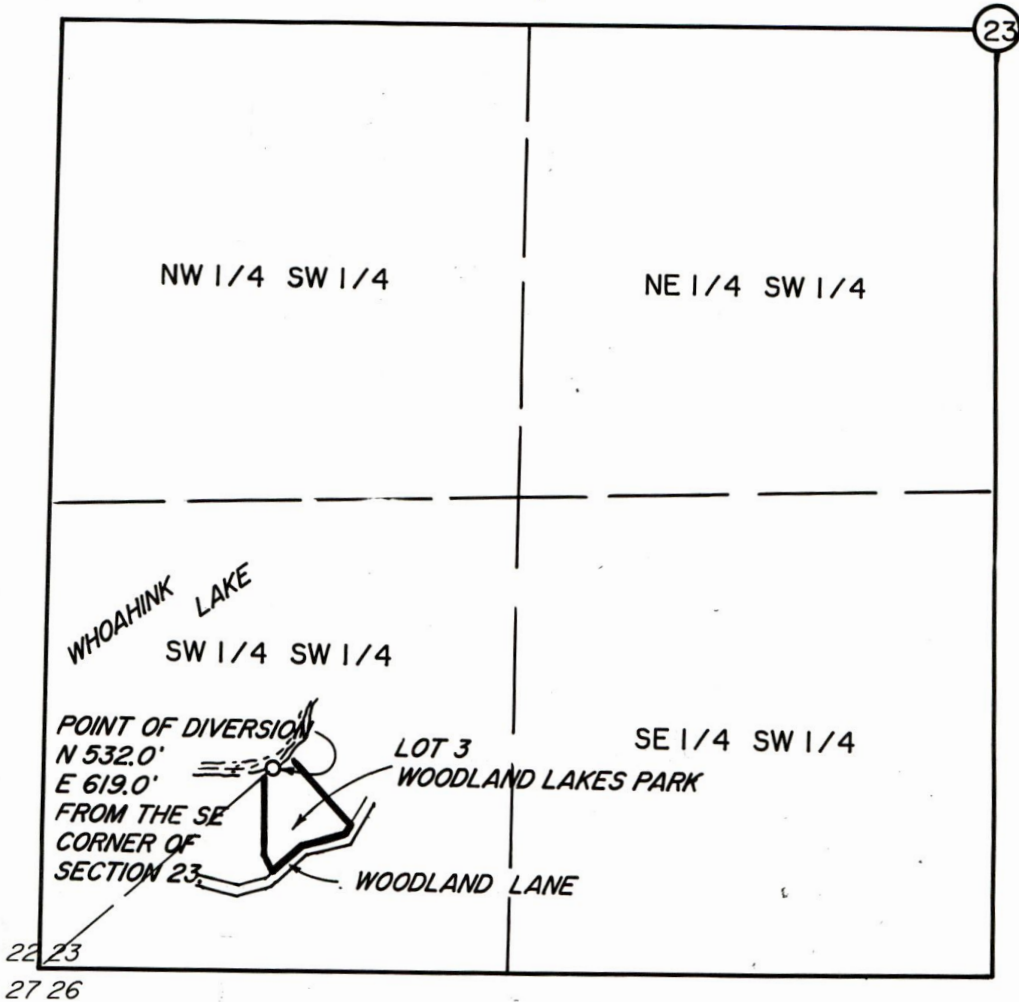 23
NW 1/4 SW 1/4
NE 1/4 SW 1/4
WHOAHINK LAKE
SW 1/4 SW 1/4
POINT OF DIVERSION
N 532.0'
E 619.0'
FROM THE SE
CORNER OF
SECTION 23.
LOT 3
WOODLAND LAKES PARK
SE 1/4 SW 1/4
WOODLAND LANE
22 23
27 26